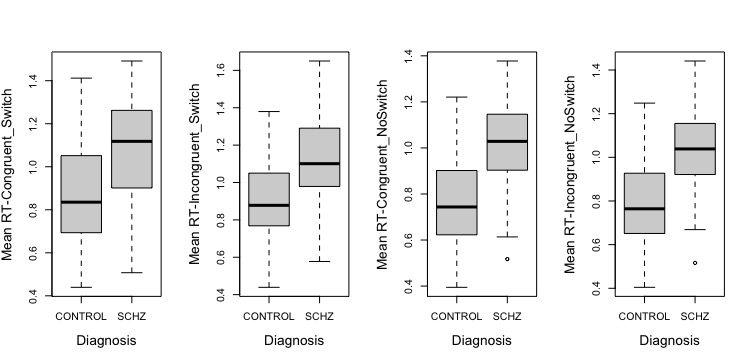 Mean RT-Congruent_Switch
1.4
1.2
1.0
0.8
0.6
0.4
CONTROL SCHZ
Diagnosis
Mean RT-Incongruent_Switch
1.6
1.4
1.2
1.0
0.8
0.6
0.4
CONTROL SCHZ
Diagnosis
Mean RT-Congruent_NoSwitch
1.4
1.2
1.0
0.8
0.6
0.4
CONTROL SCHZ
Diagnosis
Mean RT-Incongruent_NoSwitch
1.4
1.2
1.0
0.8
0.6
0.4
CONTROL SCHZ
Diagnosis